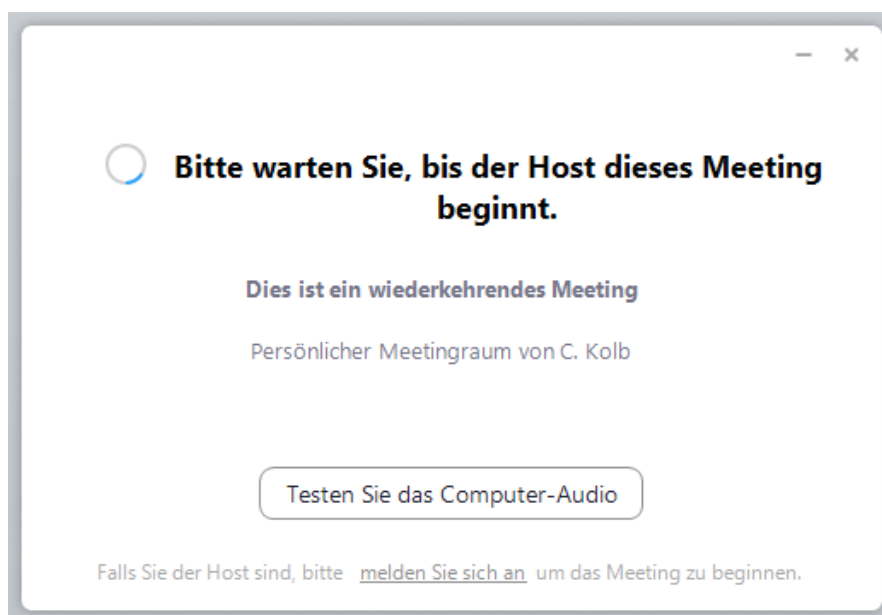 Bitte warten Sie, bis der Host dieses Meeting
beginnt.
Dies ist ein wiederkehrendes Meeting
Persönlicher Meetingraum von C. Kolb
Testen Sie das Computer-Audio
Falls Sie der Host sind, bitte melden Sie sich an um das Meeting zu beginnen.